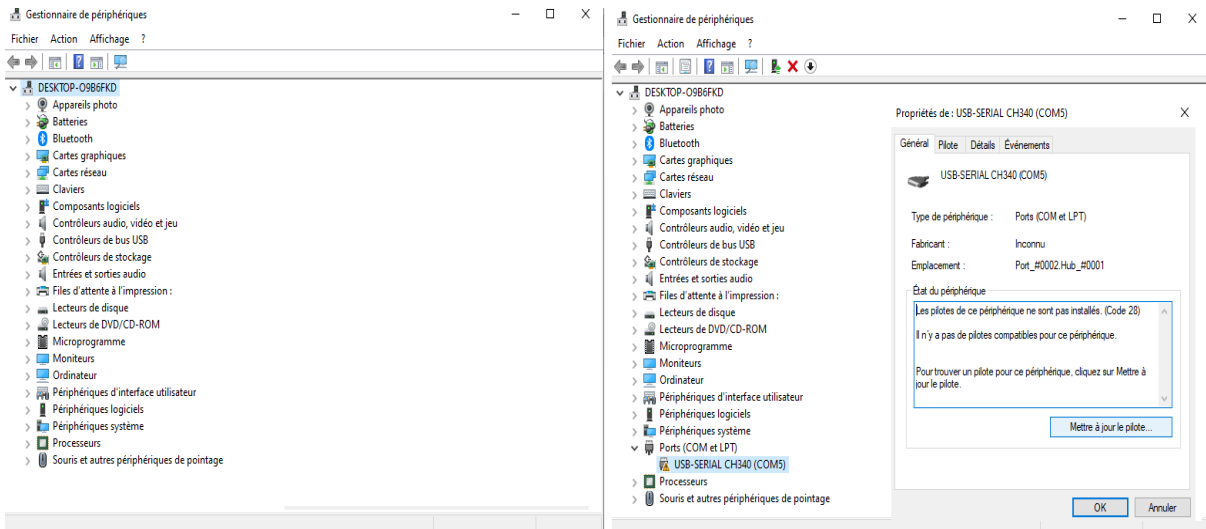 Gestionnaire de périphériques
Fichier Action Affichage ?
DESKTOP-O9B6FKD
Appareils photo
Batteries
Bluetooth
Cartes graphiques
Cartes réseau
Claviers
Composants logiciels
Contrôleurs audio, vidéo et jeu
Contrôleurs de bus USB
Contrôleurs de stockage
Entrées et sorties audio
Files d'attente à l'impression :
Lecteurs de disque
Lecteurs de DVD/CD-ROM
Microprogramme
Moniteurs
Ordinateur
Périphériques d'interface utilisateur
Périphériques logiciels
Périphériques système
Processeurs
Souris et autres périphériques de pointage
Gestionnaire de périphériques
Fichier Action Affichage ?
DESKTOP-O9B6FKD
Appareils photo
Batteries
Bluetooth
Cartes graphiques
Cartes réseau
Claviers
Composants logiciels
Contrôleurs audio, vidéo et jeu
Contrôleurs de bus USB
Contrôleurs de stockage
Entrées et sorties audio
Files d'attente à l'impression :
Lecteurs de disque
Lecteurs de DVD/CD-ROM
Microprogramme
Moniteurs
Ordinateur
Périphériques d'interface utilisateur
Périphériques logiciels
Périphériques système
Ports (COM et LPT)
USB-SERIAL CH340 (COM5)
Processeurs
Souris et autres périphériques de pointage
Propriétés de : USB-SERIAL CH340 (COM5)
Général Pilote Détails Événements
USB-SERIAL CH340 (COM5)
Type de périphérique : Ports (COM et LPT)
Fabricant : Inconnu
Emplacement : Port_#0002.Hub_#0001
État du périphérique
Les pilotes de ce périphérique ne sont pas installés. (Code 28)
Il n'y a pas de pilotes compatibles pour ce périphérique.
Pour trouver un pilote pour ce périphérique, cliquez sur Mettre à
jour le pilote.
Mettre à jour le pilote...
OK Annuler